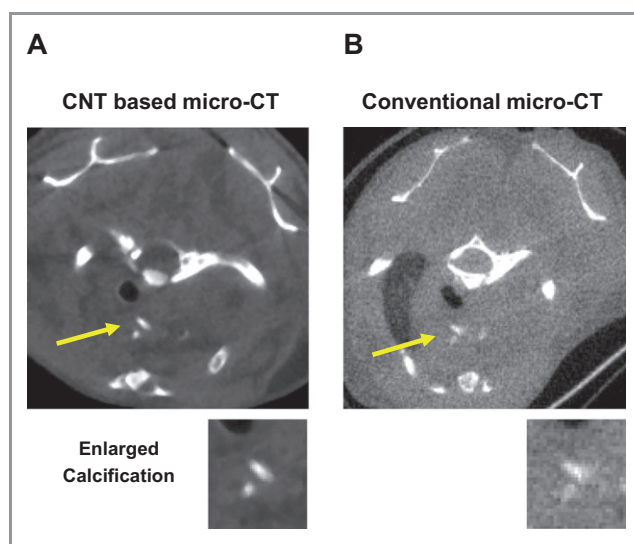 A
B
CNT based micro-CT
Conventional micro-CT
Enlarged
Calcification